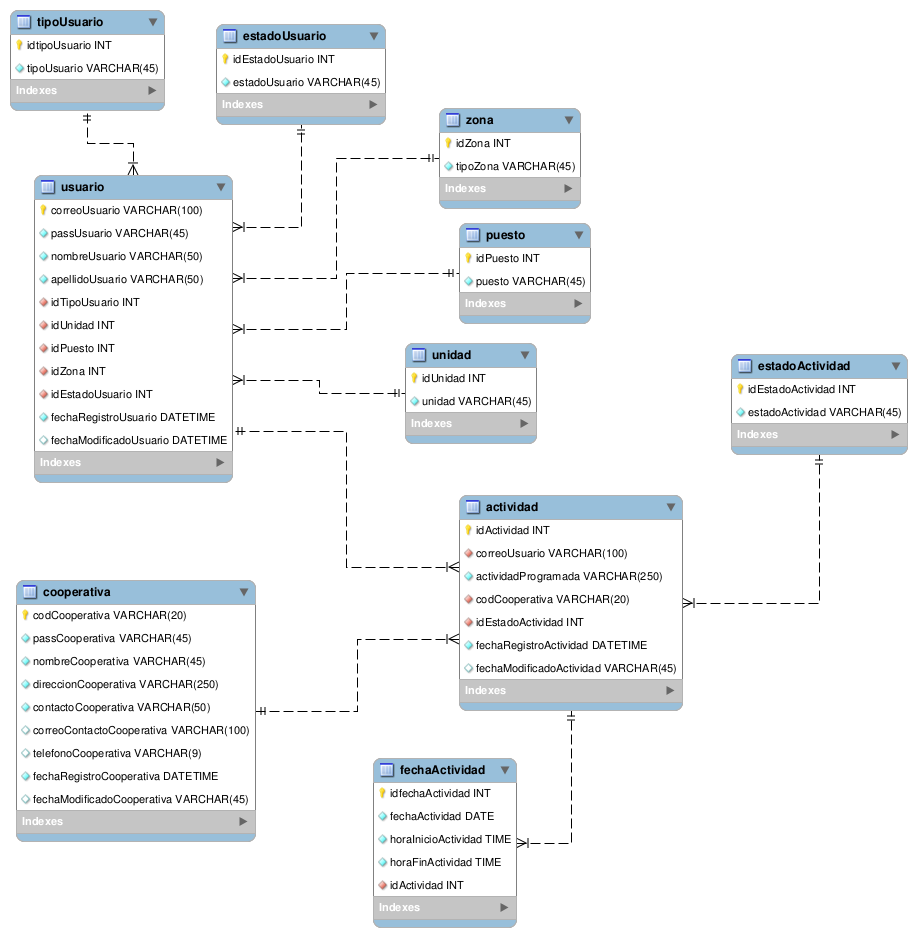 tipoUsuario
idtipoUsuario INT
tipoUsuario VARCHAR(45)
Indexes
estadoUsuario
idEstadoUsuario INT
estadoUsuario VARCHAR(45)
Indexes
zona
idZona INT
tipoZona VARCHAR(45)
Indexes
usuario
correoUsuario VARCHAR(100)
passUsuario VARCHAR(45)
nombreUsuario VARCHAR(50)
apellidoUsuario VARCHAR(50)
idTipoUsuario INT
idUnidad INT
idPuesto INT
idZona INT
idEstadoUsuario INT
fechaRegistroUsuario DATETIME
fechaModificadoUsuario DATETIME
Indexes
puesto
idPuesto INT
puesto VARCHAR(45)
Indexes
unidad
idUnidad INT
unidad VARCHAR(45)
Indexes
estadoActividad
idEstadoActividad INT
estadoActividad VARCHAR(45)
Indexes
actividad
idActividad INT
correoUsuario VARCHAR(100)
actividadProgramada VARCHAR(250)
codCooperativa VARCHAR(20)
idEstadoActividad INT
fechaRegistroActividad DATETIME
fechaModificadoActividad VARCHAR(45)
Indexes
cooperativa
codCooperativa VARCHAR(20)
passCooperativa VARCHAR(45)
nombreCooperativa VARCHAR(45)
direccionCooperativa VARCHAR(250)
contactoCooperativa VARCHAR(50)
correoContactoCooperativa VARCHAR(100)
telefonoCooperativa VARCHAR(9)
fechaRegistroCooperativa DATETIME
fechaModificadoCooperativa VARCHAR(45)
Indexes
fechaActividad
idfechaActividad INT
fechaActividad DATE
horaInicioActividad TIME
horaFinActividad TIME
idActividad INT
Indexes